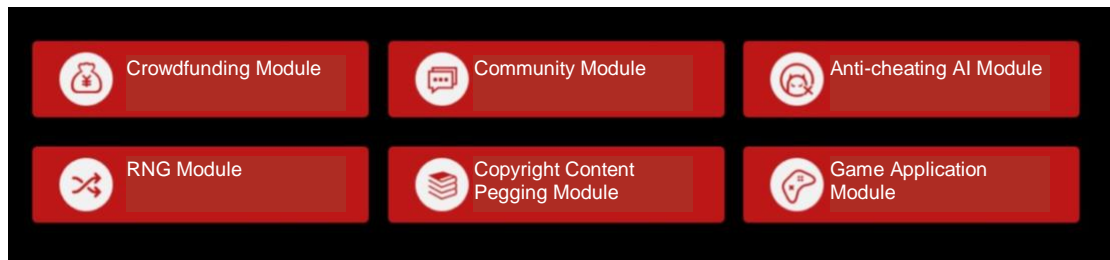 Crowdfunding Module
Community Module
Anti-cheating AI Module
RNG Module
Copyright Content
Pegging Module
Game Application
Module